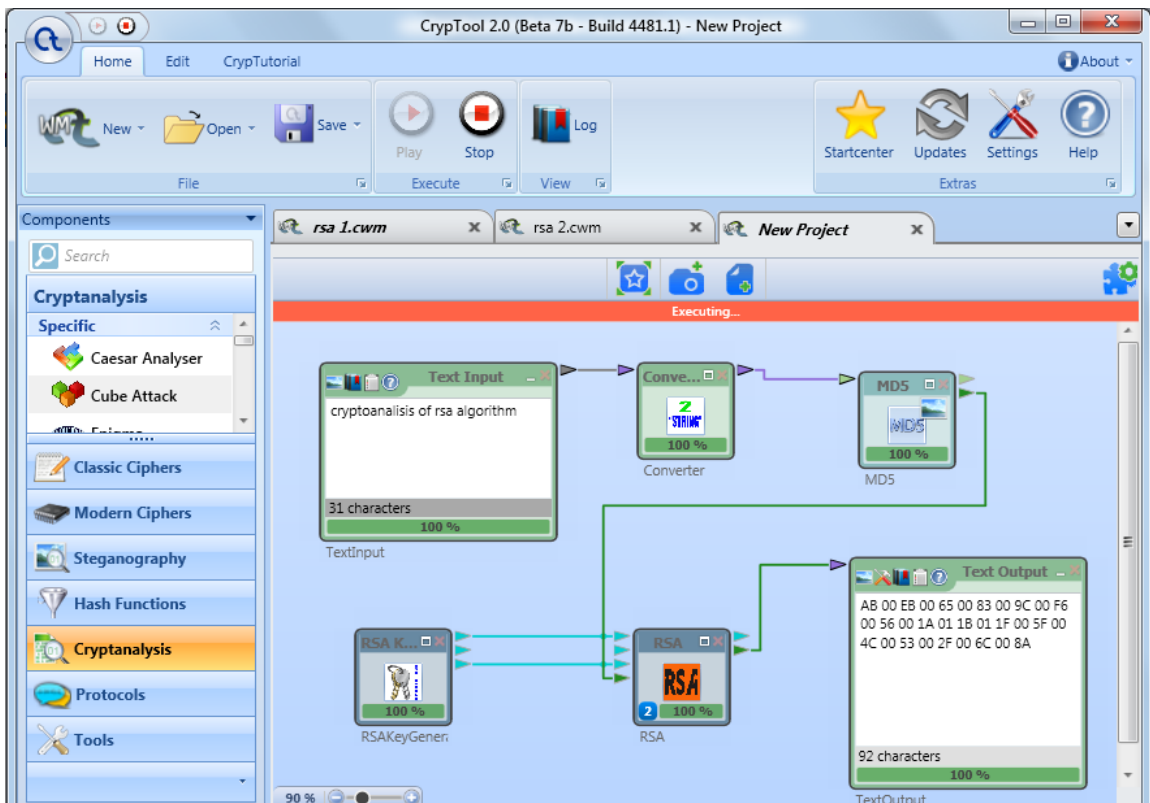 CrypTool 2.0 (Beta 7b - Build 4481.1) - New Project
Home Edit CrypTutorial About
New Open Save Play Stop Log Startcenter Updates Settings Help
File Execute View Extras
Components
Search
Cryptanalysis
Specific
Caesar Analyser
Cube Attack
Enigma
Classic Ciphers
Modern Ciphers
Steganography
Hash Functions
Cryptanalysis
Protocols
Tools
rsa 1.cwm rsa 2.cwm New Project
Executing...
Text Input
cryptoanalisis of rsa algorithm
31 characters
100 %
TextInput
Conve...
2
"STRING"
100 %
Converter
MD5
MD5
100 %
MD5
RSA K...
100 %
RSAKeyGener
RSA
RSA
2 100 %
RSA
Text Output
AB 00 EB 00 65 00 83 00 9C 00 F6
00 56 00 1A 01 1B 01 1F 00 5F 00
4C 00 53 00 2F 00 6C 00 8A
92 characters
100 %
TextOutput
90 %